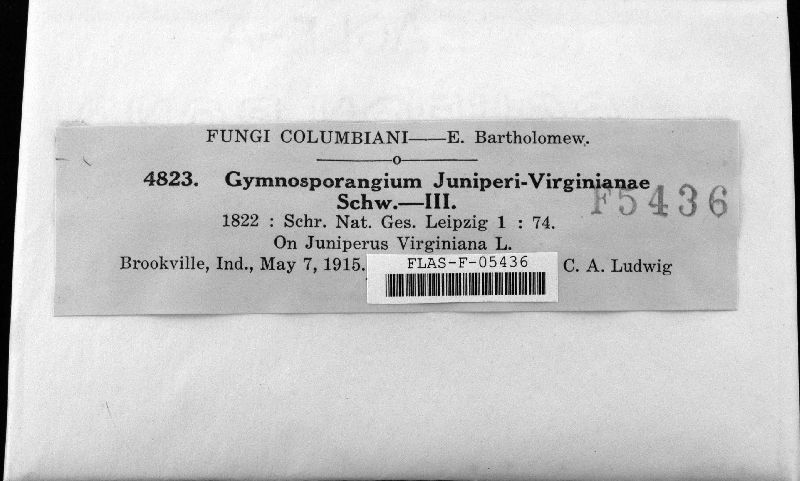 FUNGI COLUMBIANI——E. Bartholomew.
4823. Gymnosporangium Juniperi-Virginianae
Schw.—III.
F5436
1822 : Schr. Nat. Ges. Leipzig 1 : 74.
On Juniperus Virginiana L.
Brookville, Ind., May 7, 1915. C. A. Ludwig
FLAS-F-05436